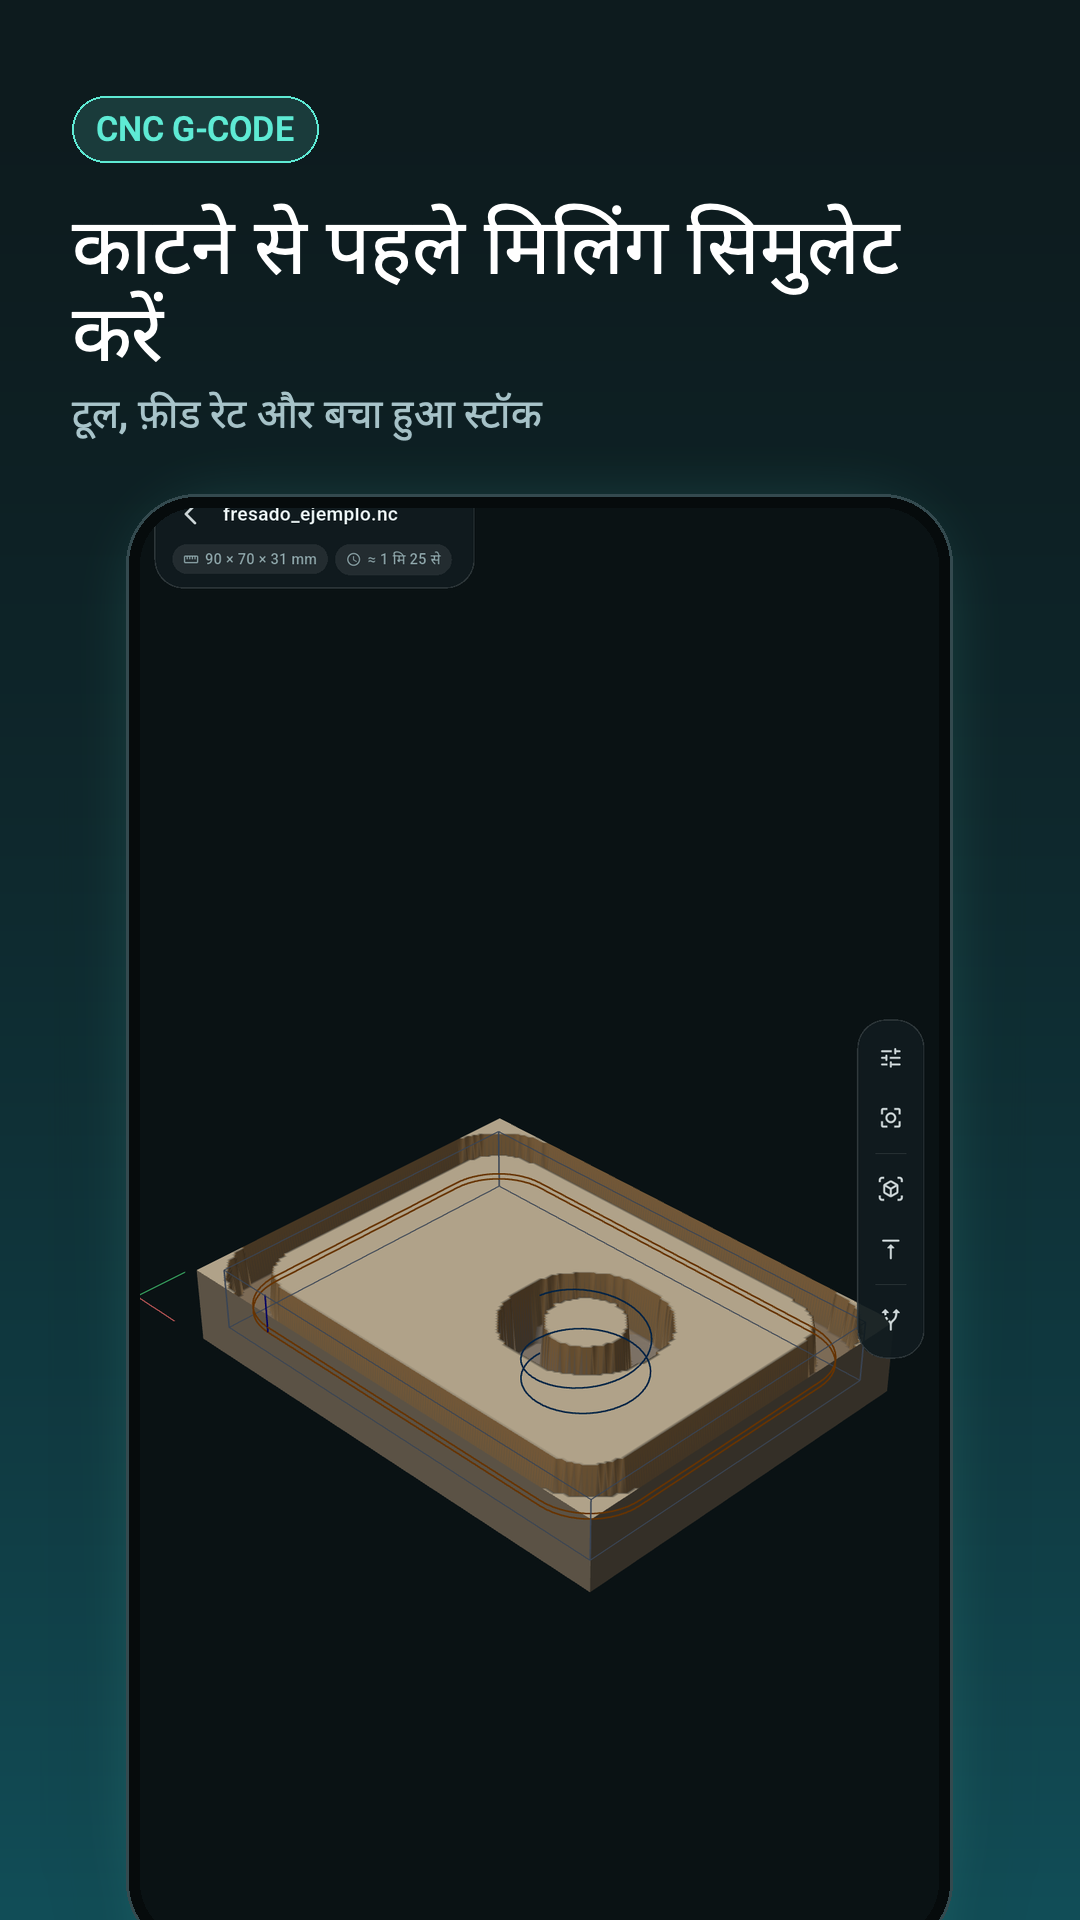 CNC G-CODE
काटने से पहले मिलिंग सिमुलेट
करें
टूल, फ़ीड रेट और बचा हुआ स्टॉक
fresado_ejemplo.nc
90 × 70 × 31 mm
≈ 1 मि 25 से